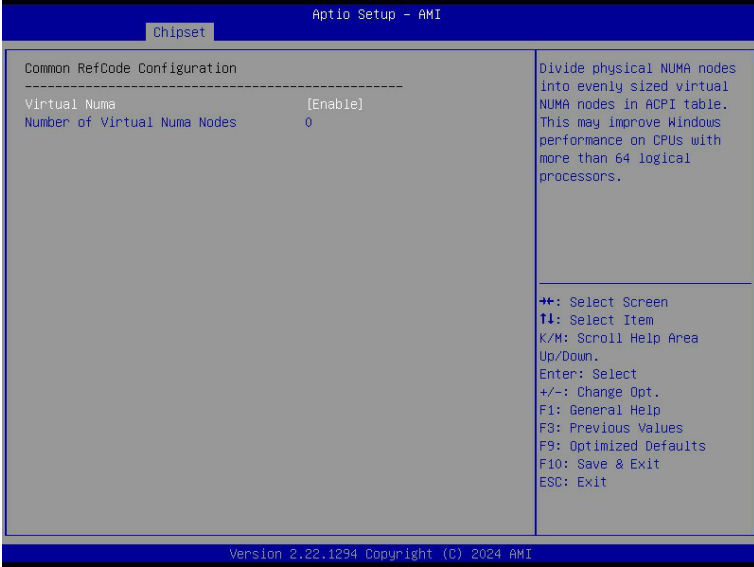 Aptio Setup - AMI
Chipset
Common RefCode Configuration
--------------------------------------------------
Virtual Numa [Enable]
Number of Virtual Numa Nodes 0
Divide physical NUMA nodes
into evenly sized virtual
NUMA nodes in ACPI table.
This may improve Windows
performance on CPUs with
more than 64 logical
processors.
→←: Select Screen
↑↓: Select Item
K/M: Scroll Help Area
Up/Down.
Enter: Select
+/-: Change Opt.
F1: General Help
F3: Previous Values
F9: Optimized Defaults
F10: Save & Exit
ESC: Exit
Version 2.22.1294 Copyright (C) 2024 AMI